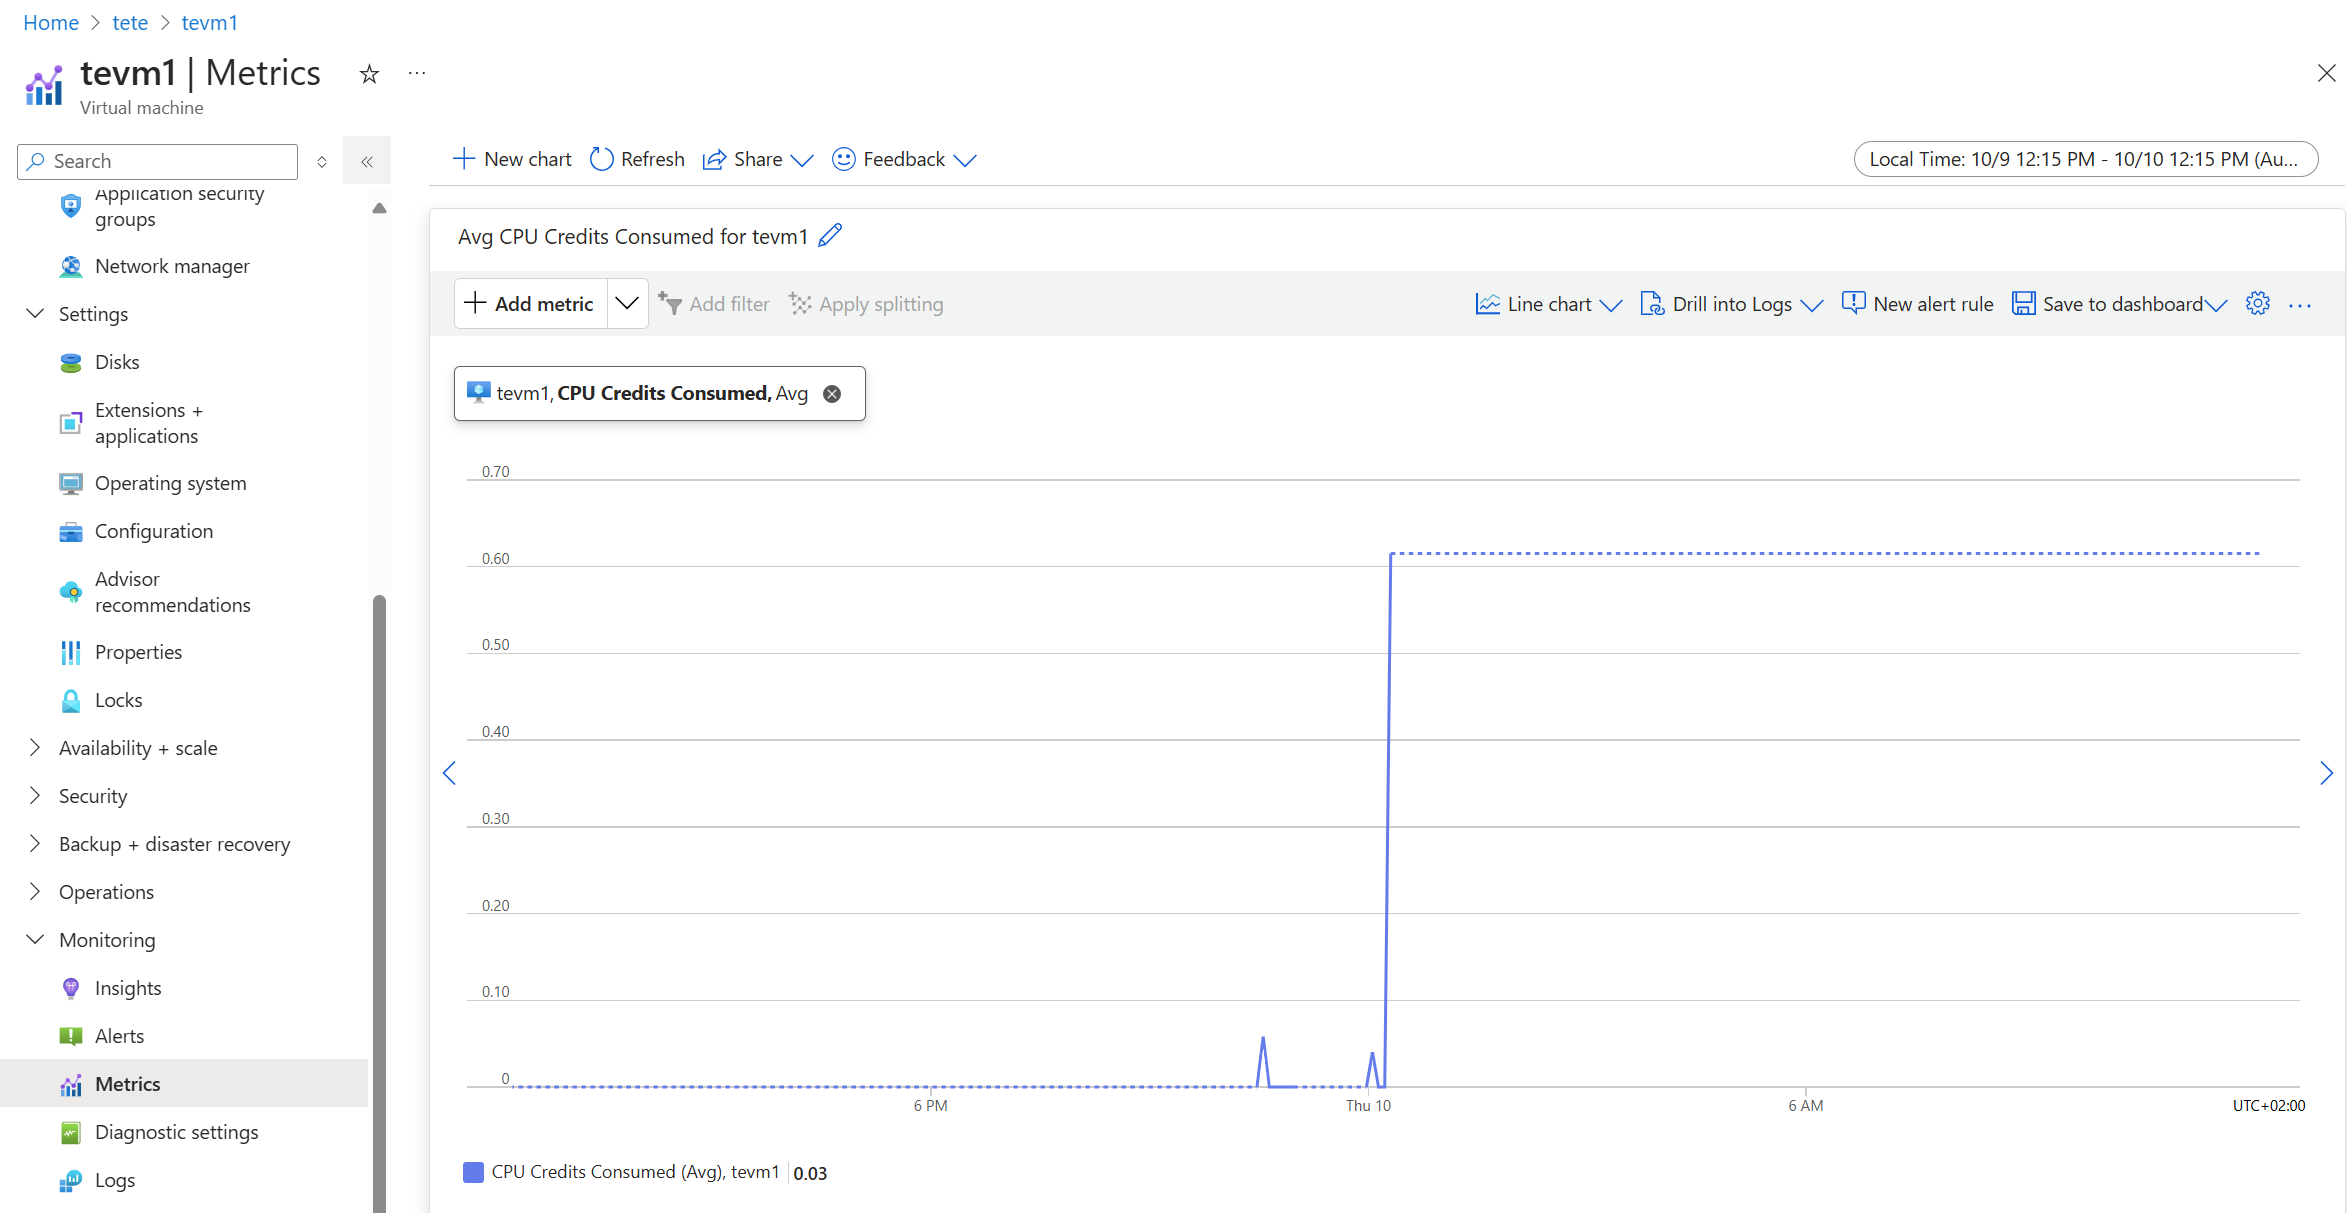 Home > tete > tevm1
tevm1 | Metrics
Virtual machine
Search
Application security
groups
Network manager
Settings
Disks
Extensions +
applications
Operating system
Configuration
Advisor
recommendations
Properties
Locks
Availability + scale
Security
Backup + disaster recovery
Operations
Monitoring
Insights
Alerts
Metrics
Diagnostic settings
Logs
New chart Refresh Share Feedback
Local Time: 10/9 12:15 PM - 10/10 12:15 PM (Au...
Avg CPU Credits Consumed for tevm1
Add metric Add filter Apply splitting Line chart Drill into Logs New alert rule Save to dashboard
tevm1, CPU Credits Consumed, Avg
0.70
0.60
0.50
0.40
0.30
0.20
0.10
0
6 PM Thu 10 6 AM UTC+02:00
CPU Credits Consumed (Avg), tevm1 | 0.03